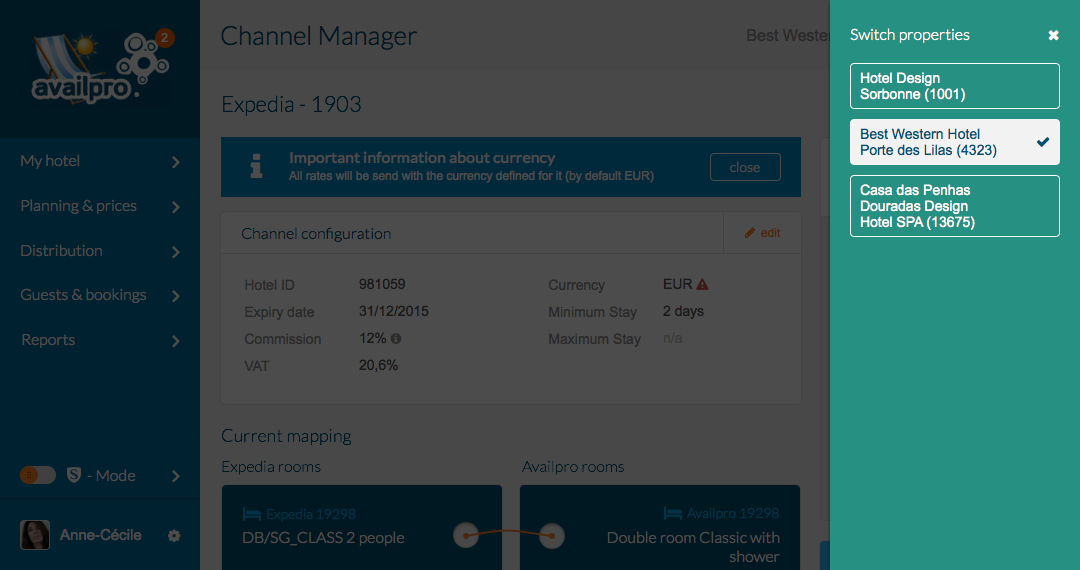 2
availpro.
My hotel
Planning & prices
Distribution
Guests & bookings
Reports
- Mode
Anne-Cécile
Channel Manager
Best Weste
Expedia - 1903
Important information about currency
All rates will be send with the currency defined for it (by default EUR)
close
Channel configuration
edit
Hotel ID 981059
Currency EUR
Expiry date 31/12/2015
Minimum Stay 2 days
Commission 12%
Maximum Stay n/a
VAT 20,6%
Current mapping
Expedia rooms
Availpro rooms
Expedia 19298
DB/SG_CLASS 2 people
Availpro 19298
Double room Classic with
shower
Switch properties
Hotel Design
Sorbonne (1001)
Best Western Hotel
Porte des Lilas (4323)
Casa das Penhas
Douradas Design
Hotel SPA (13675)